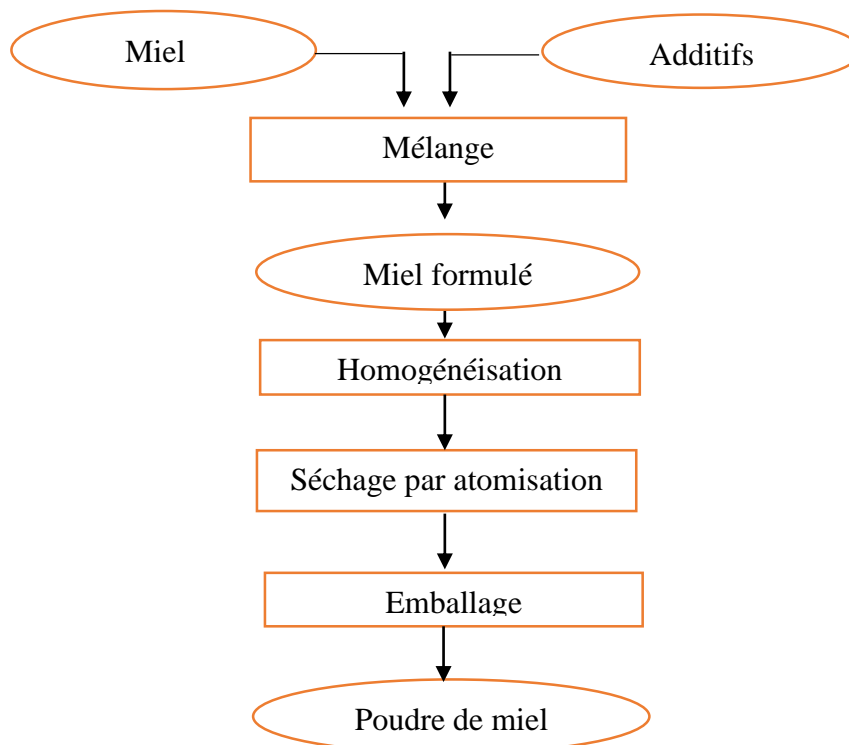 Miel
Additifs
Mélange
Miel formulé
Homogénéisation
Séchage par atomisation
Emballage
Poudre de miel